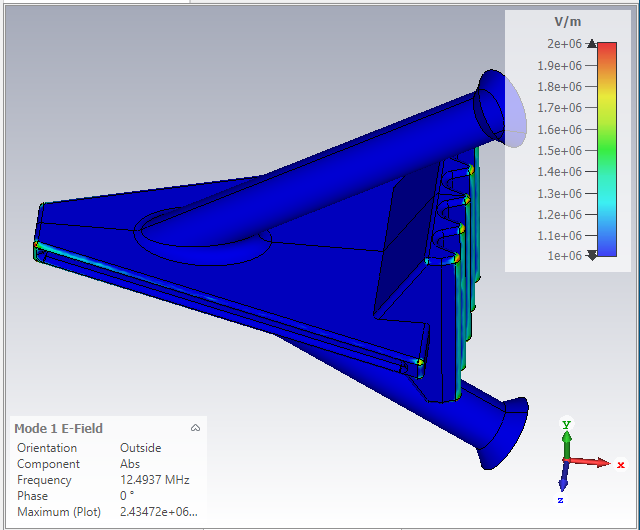 V/m
2e+06
1.9e+06
1.8e+06
1.7e+06
1.6e+06
1.5e+06
1.4e+06
1.3e+06
1.2e+06
1.1e+06
1e+06
Mode 1 E-Field
Orientation Outside
Component Abs
Frequency 12.4937 MHz
Phase 0 °
Maximum (Plot) 2.43472e+06...
y
x
z